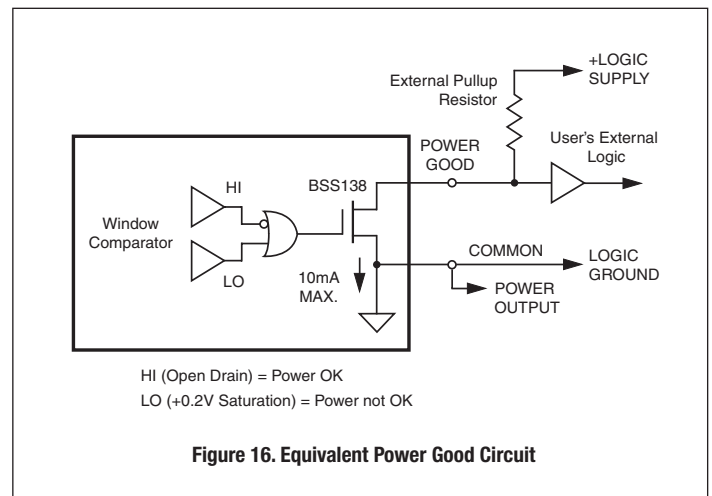 +LOGIC
SUPPLY
External Pullup
Resistor
User's External
Logic
POWER
GOOD
BSS138
HI
Window
Comparator
LO
10mA
MAX.
COMMON
LOGIC
GROUND
POWER
OUTPUT
HI (Open Drain) = Power OK
LO (+0.2V Saturation) = Power not OK
Figure 16. Equivalent Power Good Circuit